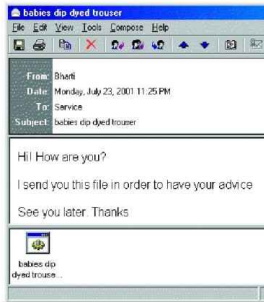 babies dip dyed trouser
File Edit View Tools Compose Help
From: Bharti
Date: Monday, July 23, 2001 11:25 PM
To: Service
Subject: babies dip dyed trouser
Hi! How are you?
I send you this file in order to have your advice
See you later. Thanks
babies dip
dyed trouse...